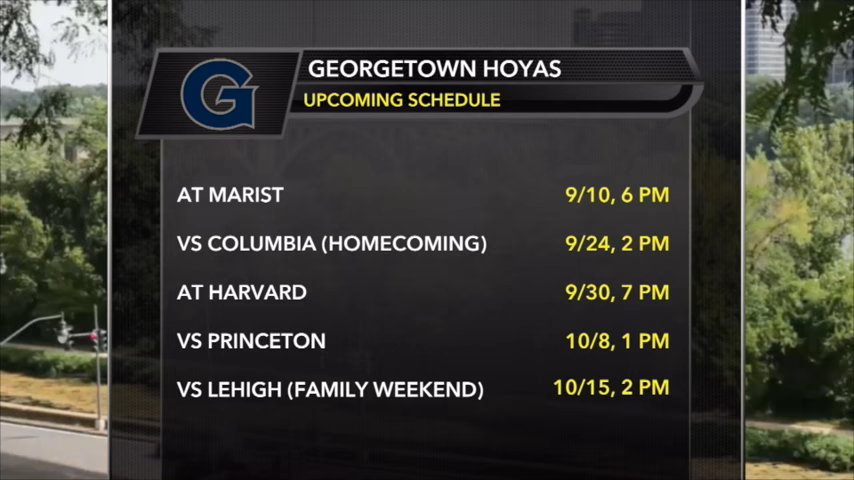 G
GEORGETOWN HOYAS
UPCOMING SCHEDULE
AT MARIST 9/10, 6 PM
VS COLUMBIA (HOMECOMING) 9/24, 2 PM
AT HARVARD 9/30, 7 PM
VS PRINCETON 10/8, 1 PM
VS LEHIGH (FAMILY WEEKEND) 10/15, 2 PM